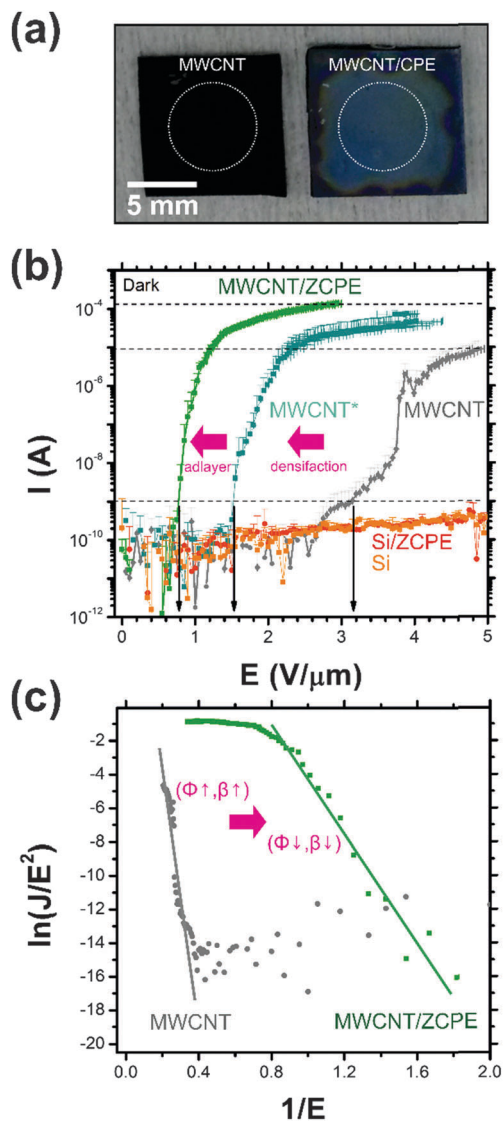 (a)
MWCNT
MWCNT/CPE
5 mm
(b)
Dark
MWCNT/ZCPE
MWCNT*
MWCNT
adlayer
densifaction
Si/ZCPE
Si
I (A)
10⁻⁴
10⁻⁶
10⁻⁸
10⁻¹⁰
10⁻¹²
0 1 2 3 4 5
E (V/μm)
(c)
ln(J/E²)
-2
-4
-6
-8
-10
-12
-14
-16
-18
-20
(Φ↑,β↑)
(Φ↓,β↓)
MWCNT
MWCNT/ZCPE
0.0 0.4 0.8 1.2 1.6 2.0
1/E